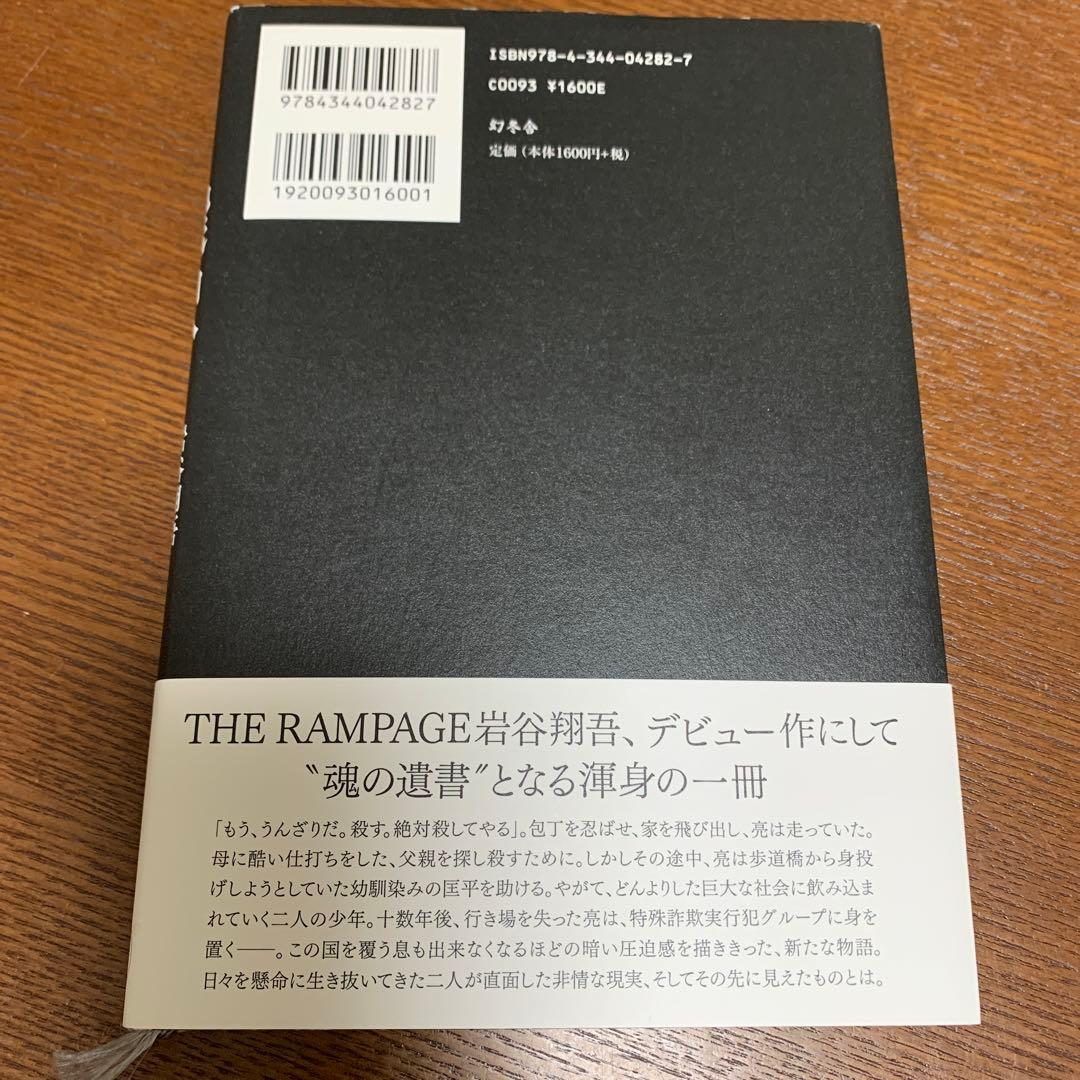 9784344042827
1920093016001
ISBN978-4-344-04282-7
C0093 ¥1600E
幻冬舎
定価（本体1600円+税）
THE RAMPAGE岩谷翔吾、デビュー作にして
〝魂の遺書〟となる渾身の一冊
「もう、うんざりだ。殺す。絶対殺してやる」。包丁を忍ばせ、家を飛び出し、亮は走っていた。
母に酷い仕打ちをした、父親を探し殺すために。しかしその途中、亮は歩道橋から身投
げしようとしていた幼馴染みの匡平を助ける。やがて、どんよりした巨大な社会に飲み込ま
れていく二人の少年。十数年後、行き場を失った亮は、特殊詐欺実行犯グループに身を
置く――。この国を覆う息も出来なくなるほどの暗い圧迫感を描ききった、新たな物語。
日々を懸命に生き抜いてきた二人が直面した非情な現実、そしてその先に見えたものとは。